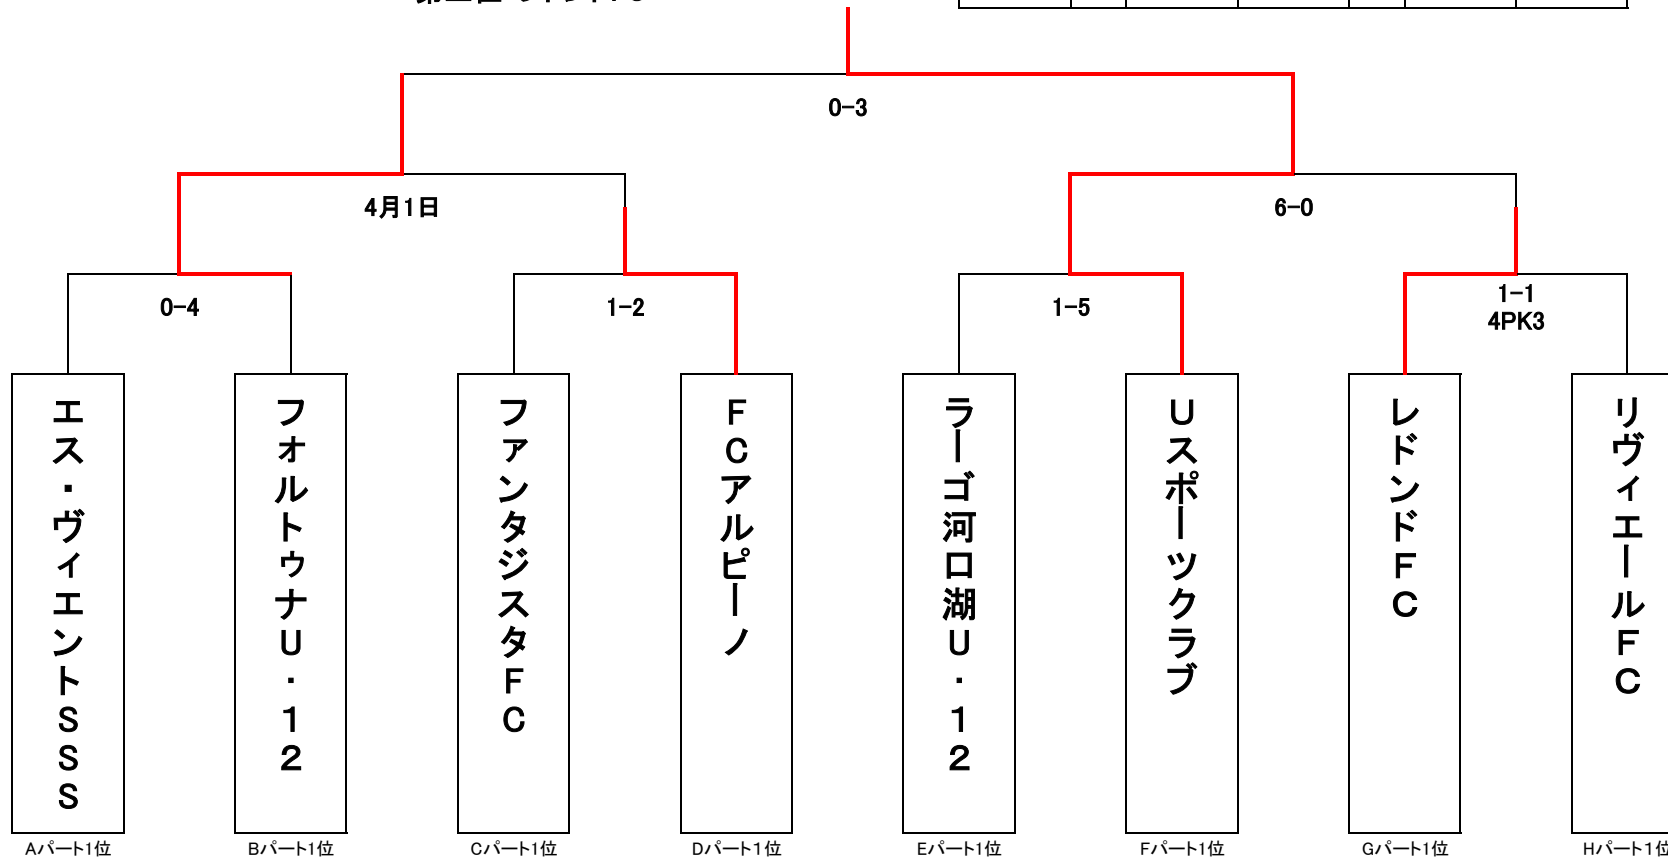 0-3
4月1日
6-0
0-4
1-2
1-5
1-1
4PK3
エス・ヴィエントSSS
フォルトゥナU・12
ファンタジスタFC
FCアルピーノ
ラーゴ河口湖U・12
Uスポーツクラブ
レドンドFC
リヴィエールFC
Aパート1位
Bパート1位
Cパート1位
Dパート1位
Eパート1位
Fパート1位
Gパート1位
Hパート1位